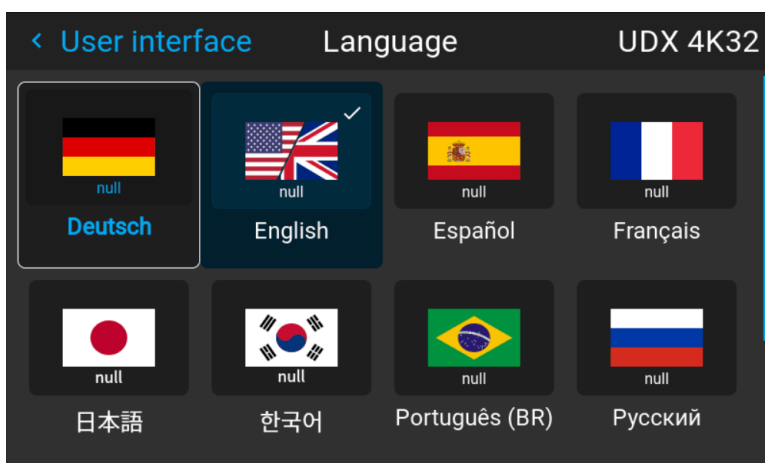 ‹ User interface Language UDX 4K32
null null null null
Deutsch English Español Français
null null null null
日本語 한국어 Português (BR) Русский